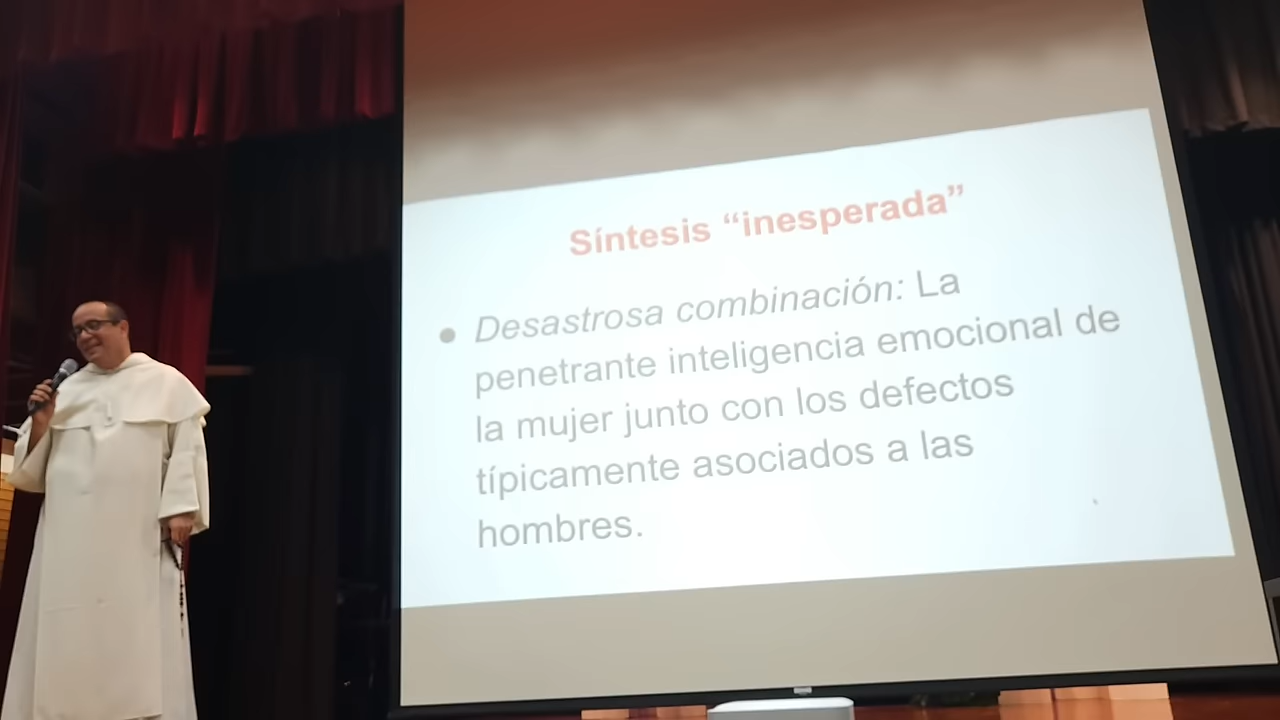 Síntesis “inesperada”
● Desastrosa combinación: La
penetrante inteligencia emocional de
la mujer junto con los defectos
típicamente asociados a las
hombres.